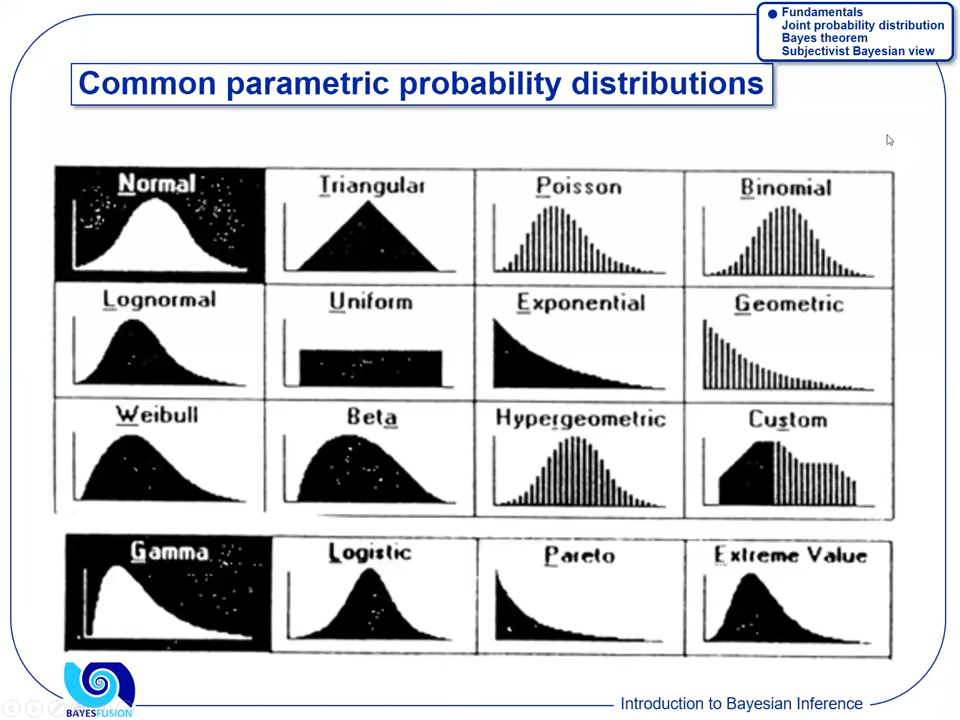 Fundamentals
Joint probability distribution
Bayes theorem
Subjectivist Bayesian view
Common parametric probability distributions
Normal
Triangular
Poisson
Binomial
Lognormal
Uniform
Exponential
Geometric
Weibull
Beta
Hypergeometric
Custom
Gamma
Logistic
Pareto
Extreme Value
BAYESFUSION
Introduction to Bayesian Inference